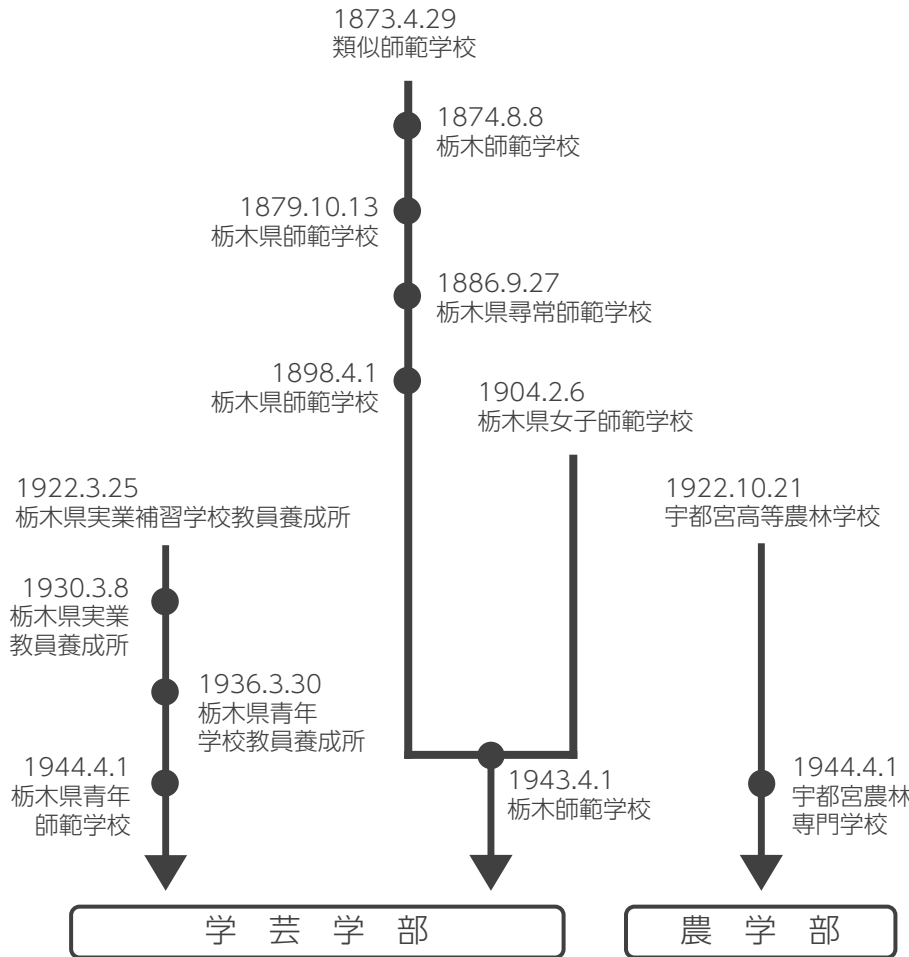 1873.4.29
類似師範学校
1874.8.8
栃木師範学校
1879.10.13
栃木県師範学校
1886.9.27
栃木県尋常師範学校
1898.4.1
栃木県師範学校
1904.2.6
栃木県女子師範学校
1922.3.25
栃木県実業補習学校教員養成所
1922.10.21
宇都宮高等農林学校
1930.3.8
栃木県実業
教員養成所
1936.3.30
栃木県青年
学校教員養成所
1944.4.1
栃木県青年
師範学校
1943.4.1
栃木師範学校
1944.4.1
宇都宮農林
専門学校
学芸学部
農学部